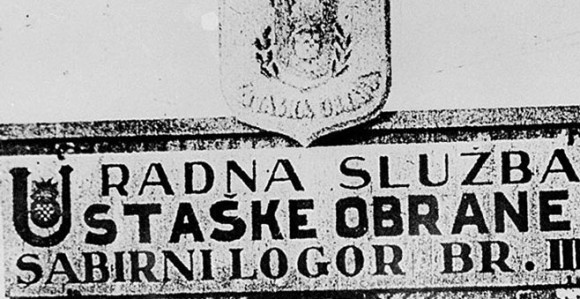 RADNA SLUŽBA
USTAŠKE OBRANE
SABIRNI LOGOR BR. III